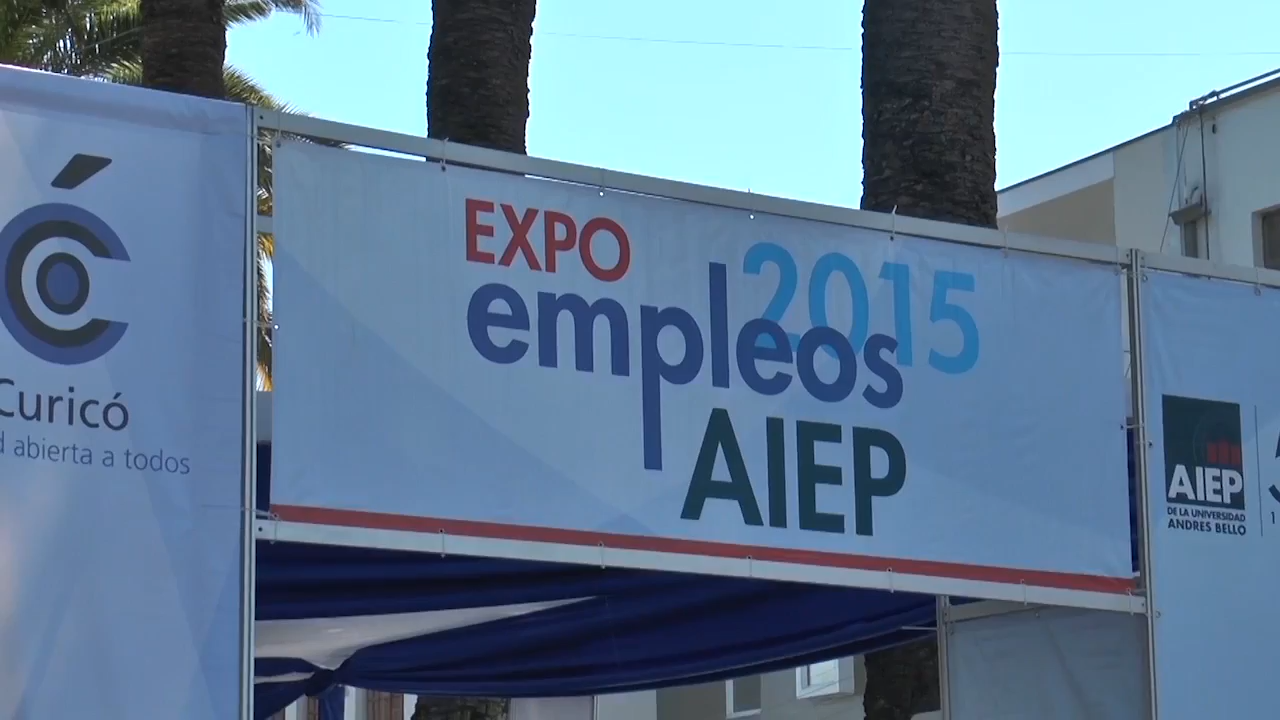 Curicó
abierta a todos
EXPO
2015
empleos
AIEP
AIEP
DE LA UNIVERSIDAD
ANDRES BELLO